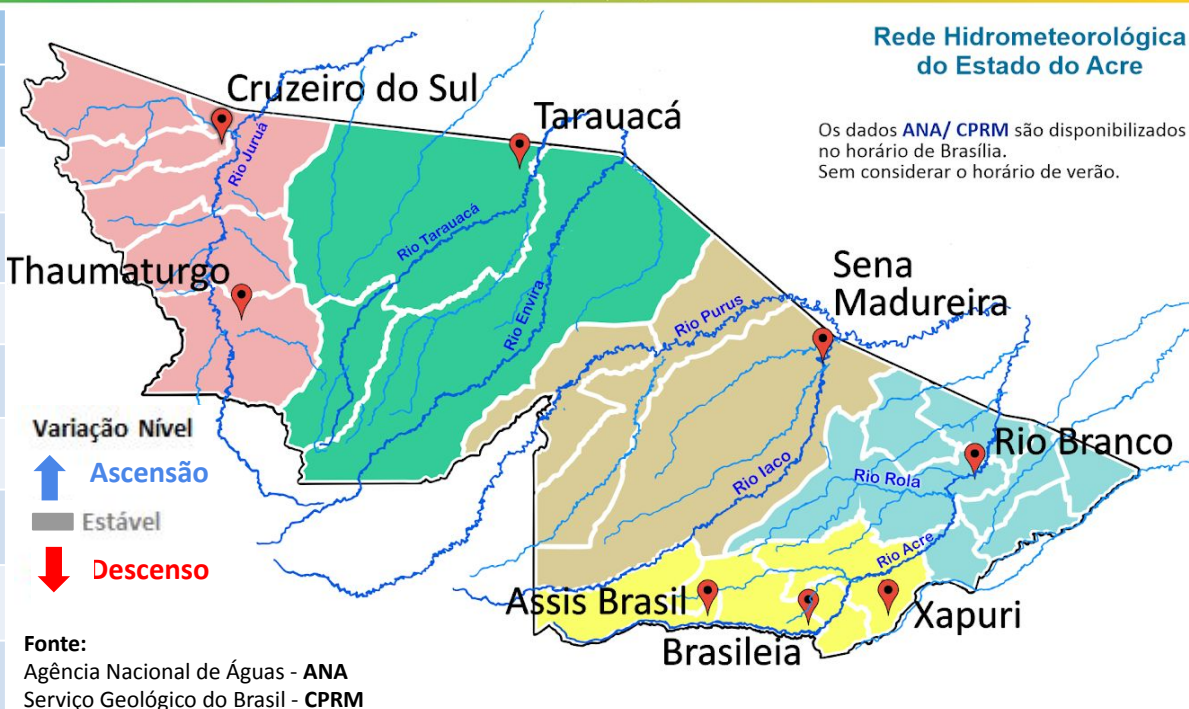 Rede Hidrometeorológica
do Estado do Acre
Os dados ANA/ CPRM são disponibilizados
no horário de Brasília.
Sem considerar o horário de verão.
Cruzeiro do Sul
Tarauacá
Rio Juruá
Rio Tarauacá
Thaumaturgo
Rio Envira
Rio Purus
Sena
Madureira
Rio Branco
Rio Iaco
Rio Rola
Rio Acre
Assis Brasil
Xapuri
Brasileia
Variação Nível
Ascensão
Estável
Descenso
Fonte:
Agência Nacional de Águas - ANA
Serviço Geológico do Brasil - CPRM